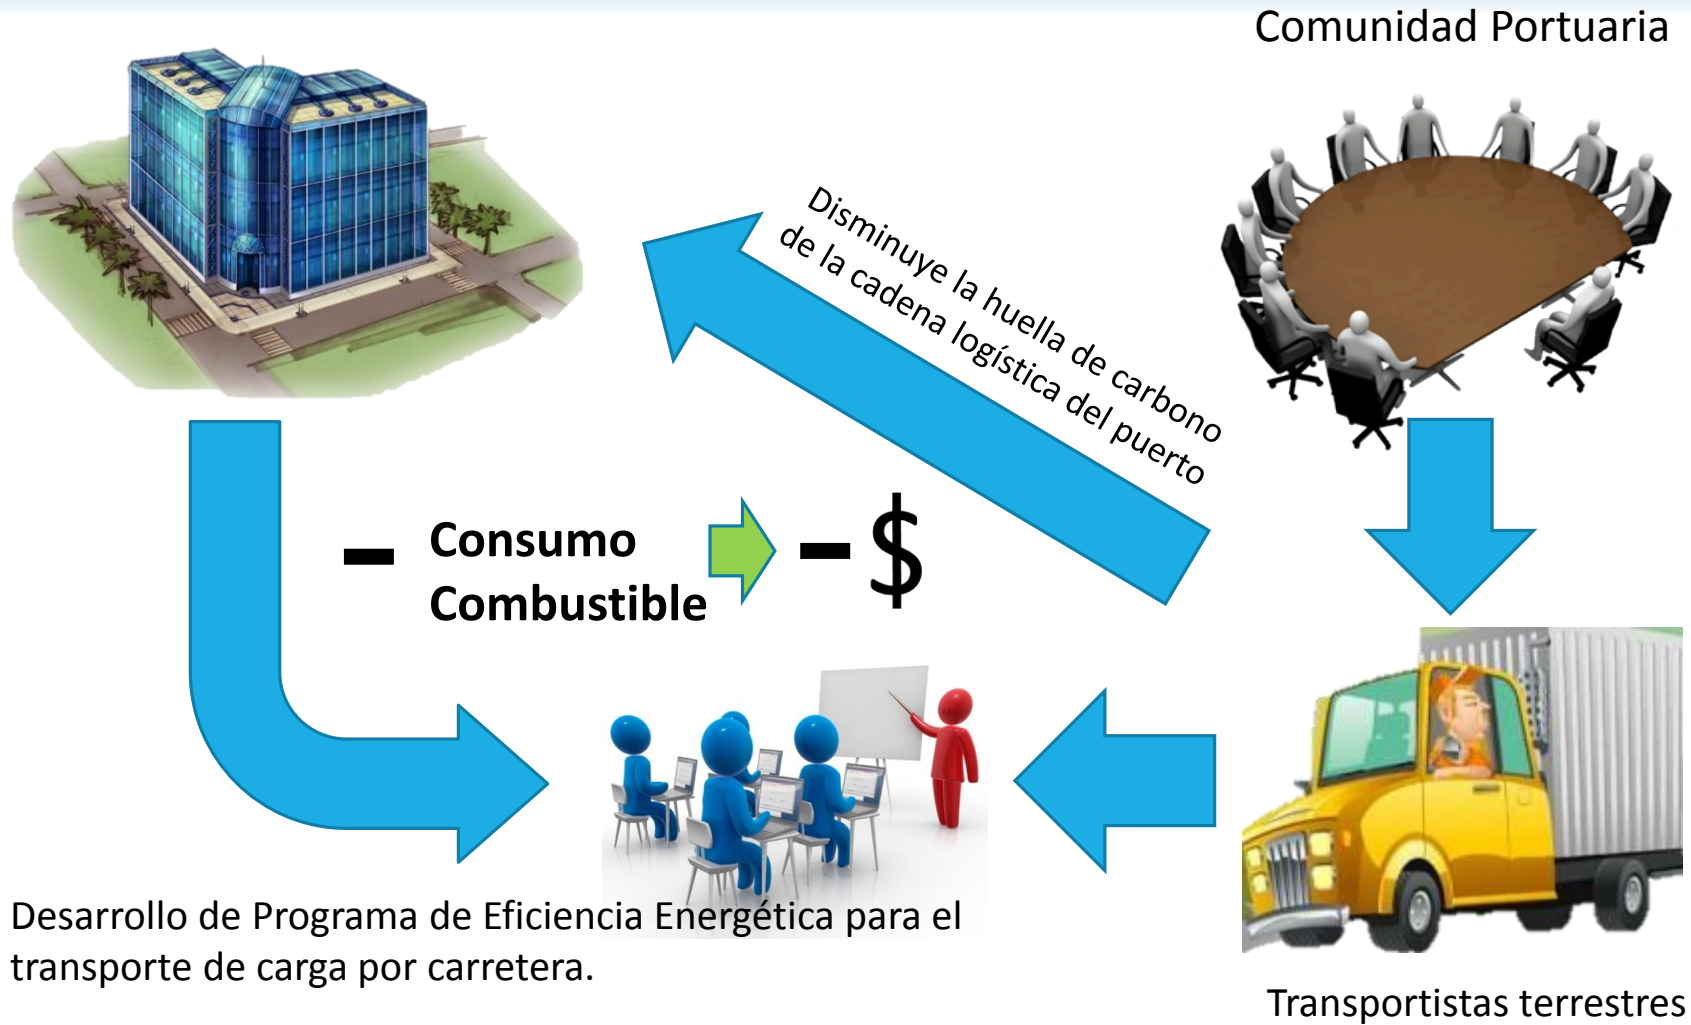 Comunidad Portuaria
Disminuye la huella de carbono
de la cadena logística del puerto
- Consumo
Combustible
- $
Desarrollo de Programa de Eficiencia Energética para el
transporte de carga por carretera.
Transportistas terrestres